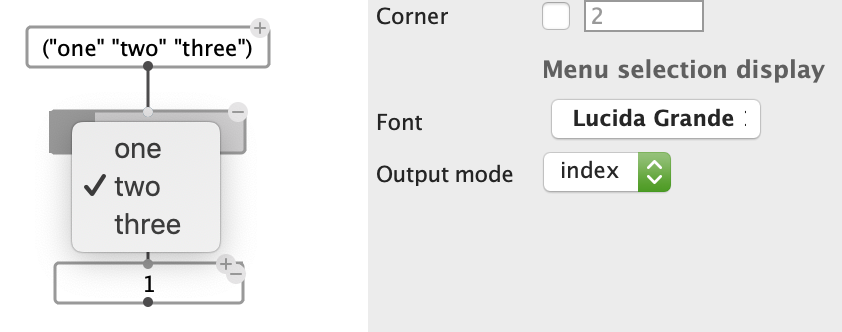 ("one" "two" "three")
one
two
three
1
Corner
2
Menu selection display
Font
Lucida Grande
Output mode
index